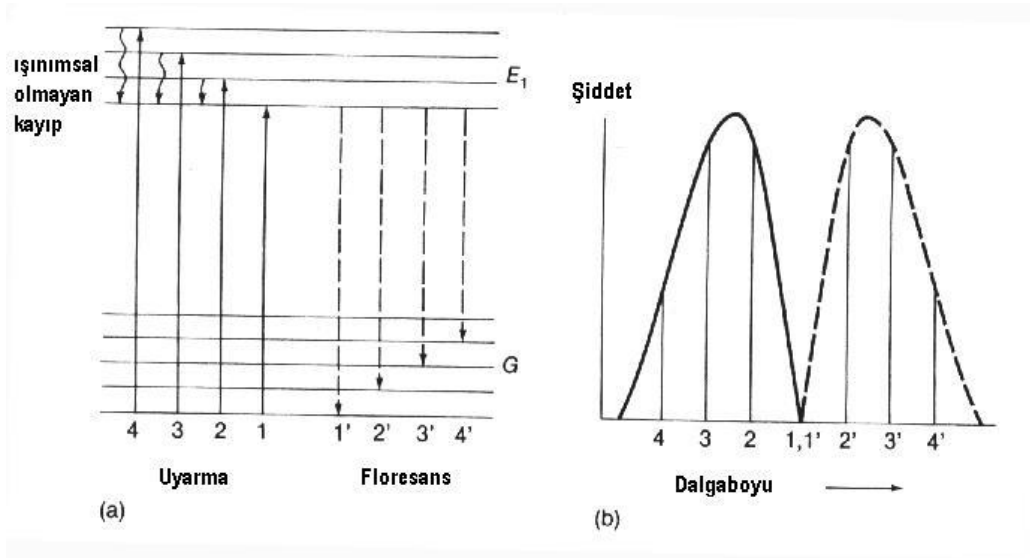 ışınımsal
olmayan
kayıp
E1
G
4 3 2 1 1' 2' 3' 4'
Uyarma Floresans
(a)
Şiddet
4 3 2 1,1' 2' 3' 4'
Dalgaboyu
(b)